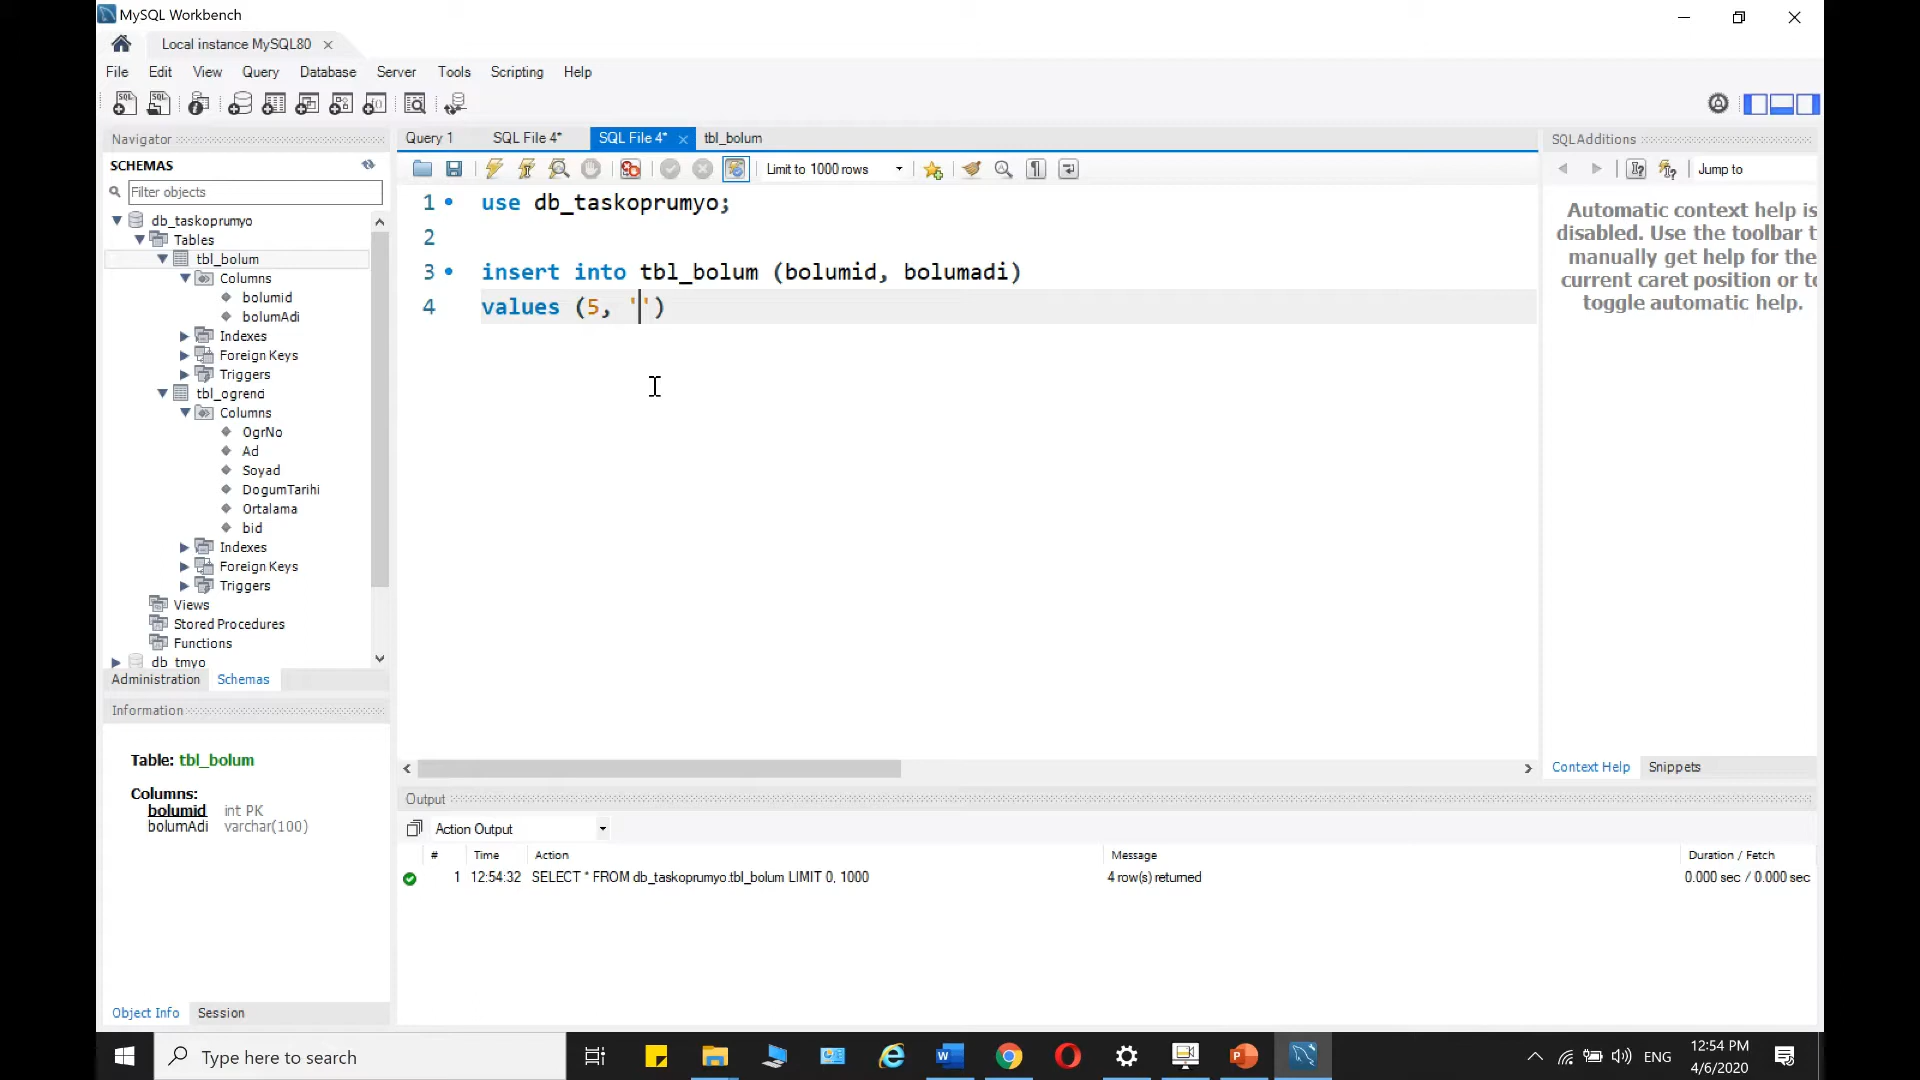 MySQL Workbench
Local instance MySQL80
File Edit View Query Database Server Tools Scripting Help
Navigator
SCHEMAS
Filter objects
db_taskoprumyo
Tables
tbl_bolum
Columns
bolumid
bolumAdi
Indexes
Foreign Keys
Triggers
tbl_ogrenci
Columns
OgrNo
Ad
Soyad
DogumTarihi
Ortalama
bid
Indexes
Foreign Keys
Triggers
Views
Stored Procedures
Functions
db_tmyo
Administration Schemas
Information
Table: tbl_bolum
Columns:
bolumid int PK
bolumAdi varchar(100)
Object Info Session
Query 1 SQL File 4* SQL File 4* tbl_bolum
Limit to 1000 rows
1 use db_taskoprumyo;
2
3 insert into tbl_bolum (bolumid, bolumadi)
4 values (5, '')
SQLAdditions
Jump to
Automatic context help is
disabled. Use the toolbar t
manually get help for the
current caret position or to
toggle automatic help.
Context Help Snippets
Output
Action Output
# Time Action Message Duration / Fetch
1 12:54:32 SELECT * FROM db_taskoprumyo.tbl_bolum LIMIT 0, 1000 4 row(s) returned 0.000 sec / 0.000 sec
Type here to search
ENG
12:54 PM
4/6/2020